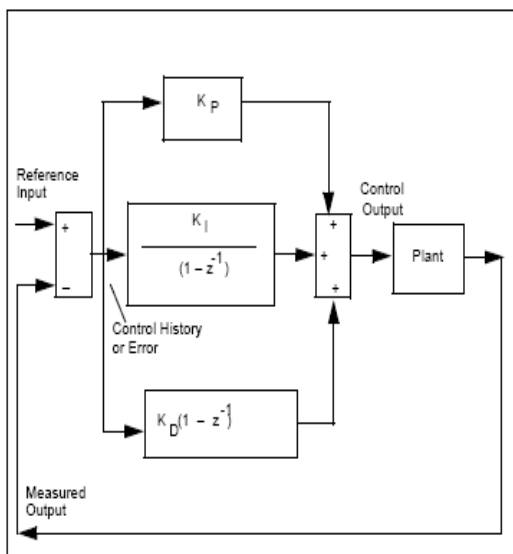 K P
Reference
Input
+
−
K I
(1 − z⁻¹)
Control
Output
+
+
+
Plant
Control History
or Error
K D(1 − z⁻¹
Measured
Output